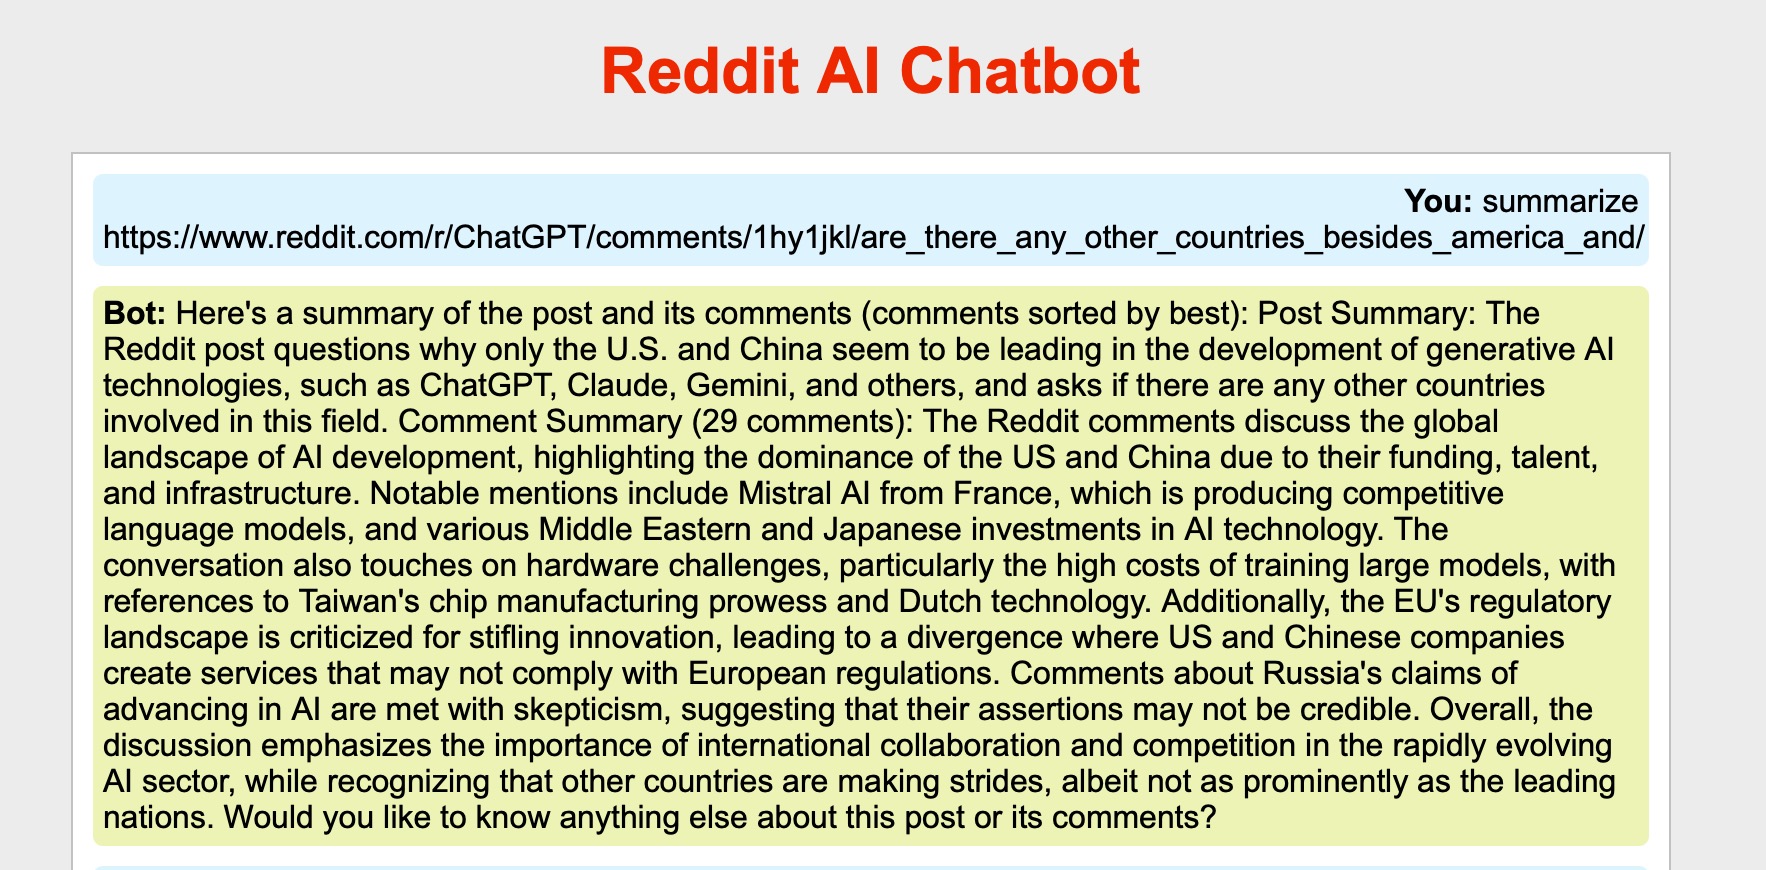 Reddit AI Chatbot
You: summarize
https://www.reddit.com/r/ChatGPT/comments/1hy1jkl/are_there_any_other_countries_besides_america_and/
Bot: Here's a summary of the post and its comments (comments sorted by best): Post Summary: The
Reddit post questions why only the U.S. and China seem to be leading in the development of generative AI
technologies, such as ChatGPT, Claude, Gemini, and others, and asks if there are any other countries
involved in this field. Comment Summary (29 comments): The Reddit comments discuss the global
landscape of AI development, highlighting the dominance of the US and China due to their funding, talent,
and infrastructure. Notable mentions include Mistral AI from France, which is producing competitive
language models, and various Middle Eastern and Japanese investments in AI technology. The
conversation also touches on hardware challenges, particularly the high costs of training large models, with
references to Taiwan's chip manufacturing prowess and Dutch technology. Additionally, the EU's regulatory
landscape is criticized for stifling innovation, leading to a divergence where US and Chinese companies
create services that may not comply with European regulations. Comments about Russia's claims of
advancing in AI are met with skepticism, suggesting that their assertions may not be credible. Overall, the
discussion emphasizes the importance of international collaboration and competition in the rapidly evolving
AI sector, while recognizing that other countries are making strides, albeit not as prominently as the leading
nations. Would you like to know anything else about this post or its comments?